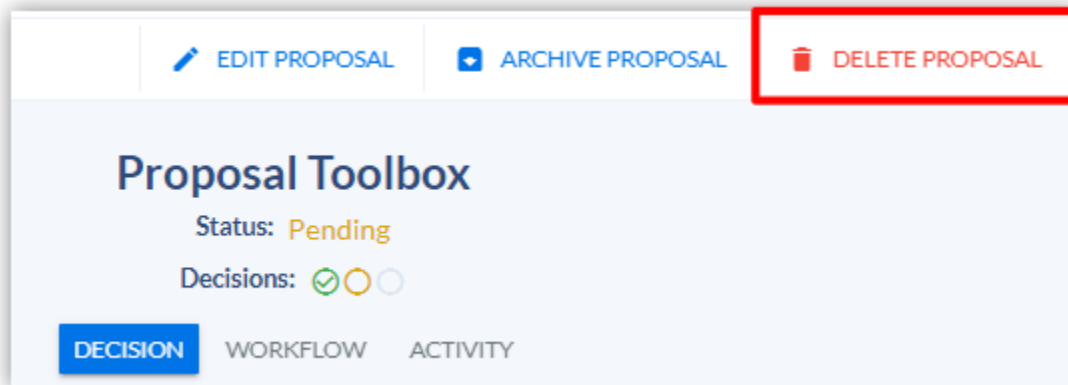 EDIT PROPOSAL ARCHIVE PROPOSAL DELETE PROPOSAL
Proposal Toolbox
Status: Pending
Decisions:
DECISION WORKFLOW ACTIVITY